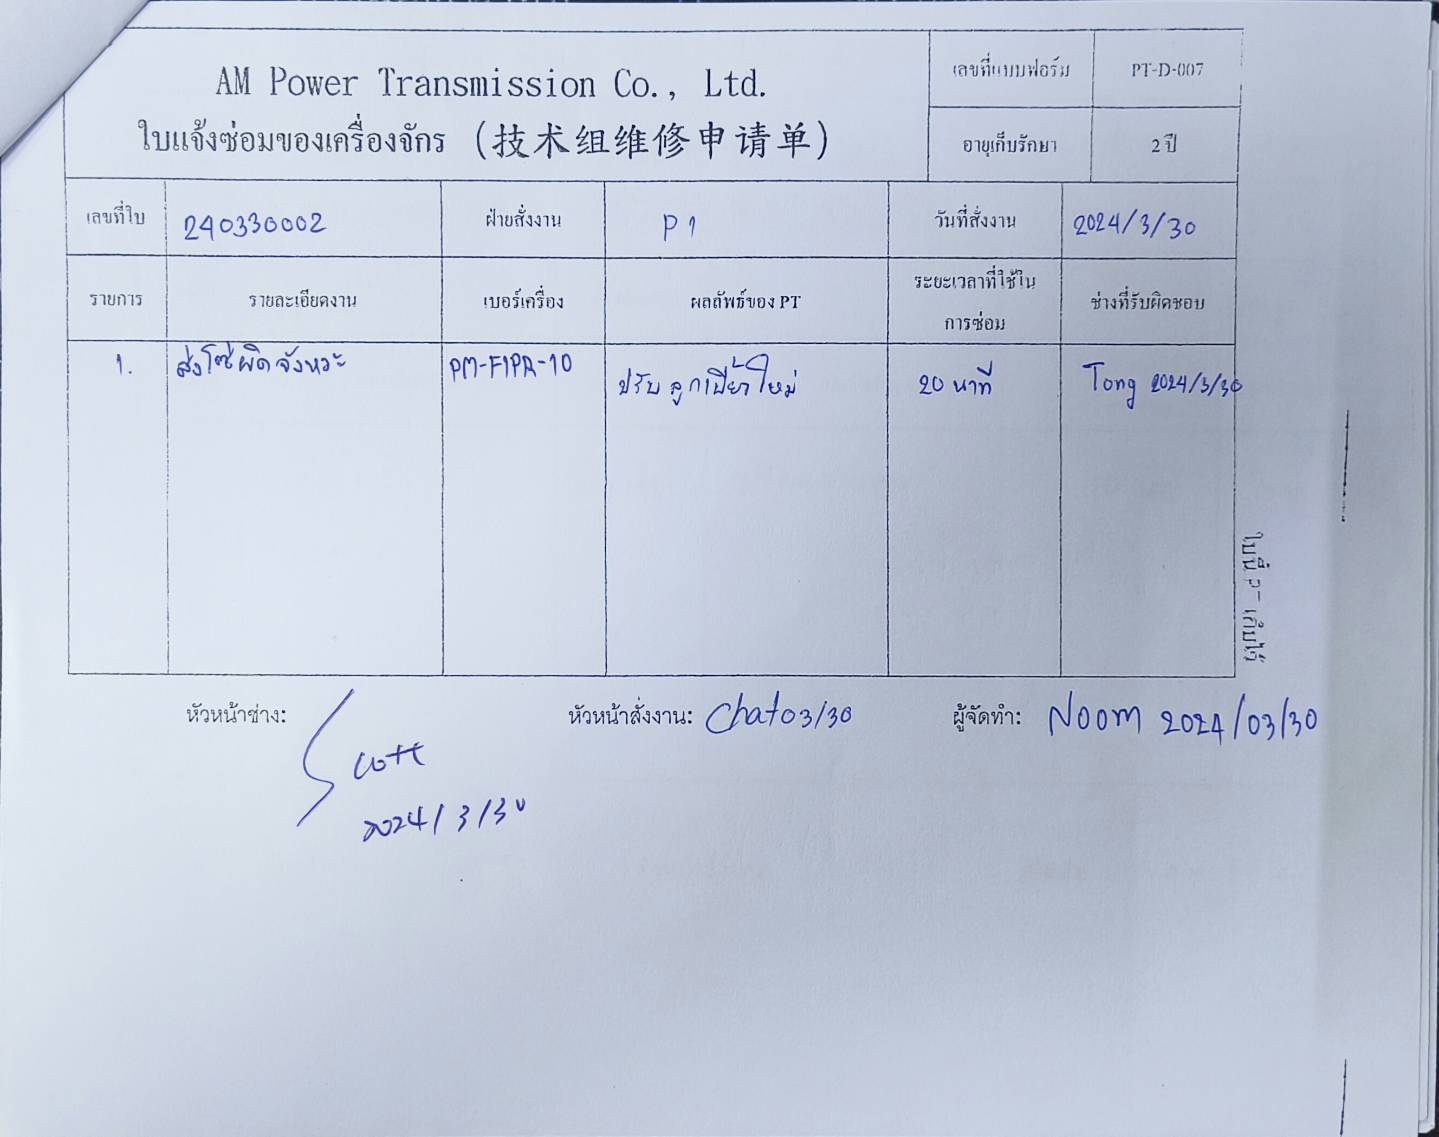 AM Power Transmission Co., Ltd.
ใบแจ้งซ่อมของเครื่องจักร (技术组维修申请单)
เลขที่แบบฟอร์ม PT-D-007
อายุเก็บรักษา 2 ปี
เลขที่ใบ 240330002 ฝ่ายสั่งงาน P1 วันที่สั่งงาน 2024/3/30
รายการ รายละเอียดงาน เบอร์เครื่อง ผลลัพธ์ของ PT ระยะเวลาที่ใช้ใน
การซ่อม ช่างที่รับผิดชอบ
1. ส่งโซ่ผิดจังหวะ PM-F1PA-10 ปรับลูกเบี้ยวใหม่ 20 นาที Tong 2024/3/30
ใบนี้ PT เก็บไว้
หัวหน้าช่าง: หัวหน้าสั่งงาน: Chat03/30 ผู้จัดทำ: Noom 2024/03/30
Scott
2024/3/30